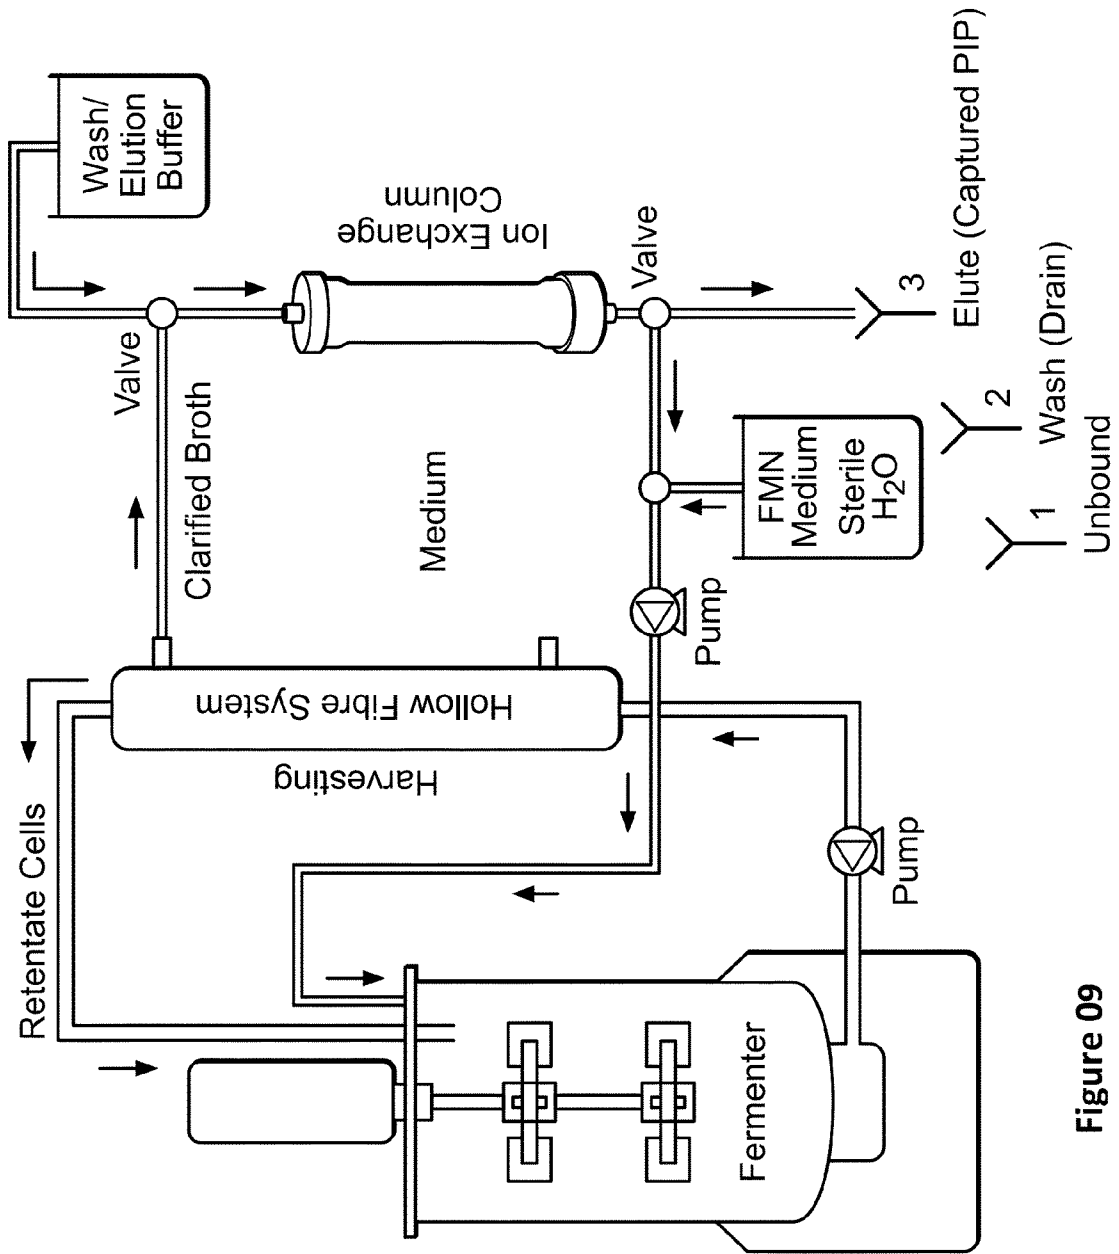 Wash/
Elution
Buffer
Valve
Clarified Broth
Ion Exchange
Column
Valve
Medium
Retentate Cells
Hollow Fibre System
Harvesting
Pump
FMN
Medium
Sterile
H₂O
3
Elute (Captured PIP)
2
Wash (Drain)
1
Unbound
Pump
Fermenter
Figure 09